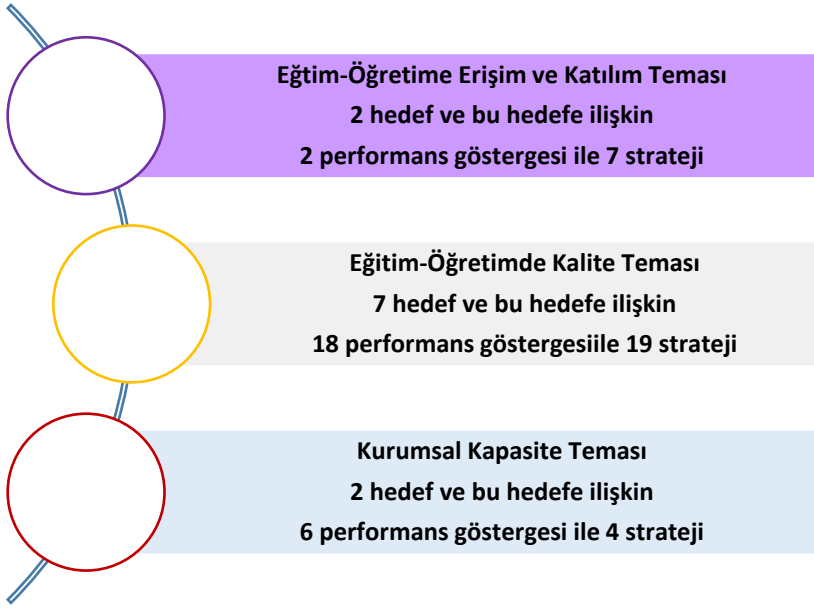 Eğtim-Öğretime Erişim ve Katılım Teması
2 hedef ve bu hedefe ilişkin
2 performans göstergesi ile 7 strateji
Eğitim-Öğretimde Kalite Teması
7 hedef ve bu hedefe ilişkin
18 performans göstergesiile 19 strateji
Kurumsal Kapasite Teması
2 hedef ve bu hedefe ilişkin
6 performans göstergesi ile 4 strateji